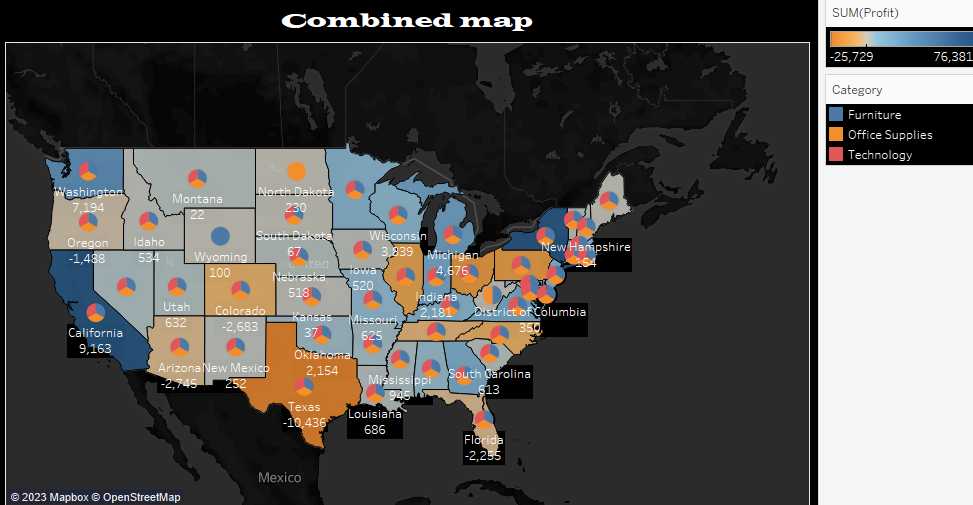 Combined map
SUM(Profit)
-25,729 76,381
Category
Furniture
Office Supplies
Technology
Washington
7,194
Montana
22
North Dakota
230
Oregon
-1,488
Idaho
534
Wyoming
100
South Dakota
67
Wisconsin
3,839
Michigan
4,676
New Hampshire
164
Nebraska
518
Iowa
520
Utah
632
Colorado
-2,683
Kansas
37
Missouri
625
Indiana
2,181
District of Columbia
350
California
9,163
Oklahoma
2,154
Arizona
-2,745
New Mexico
252
Mississippi
945
South Carolina
613
Texas
-10,436
Louisiana
686
Florida
-2,255
Mexico
© 2023 Mapbox © OpenStreetMap